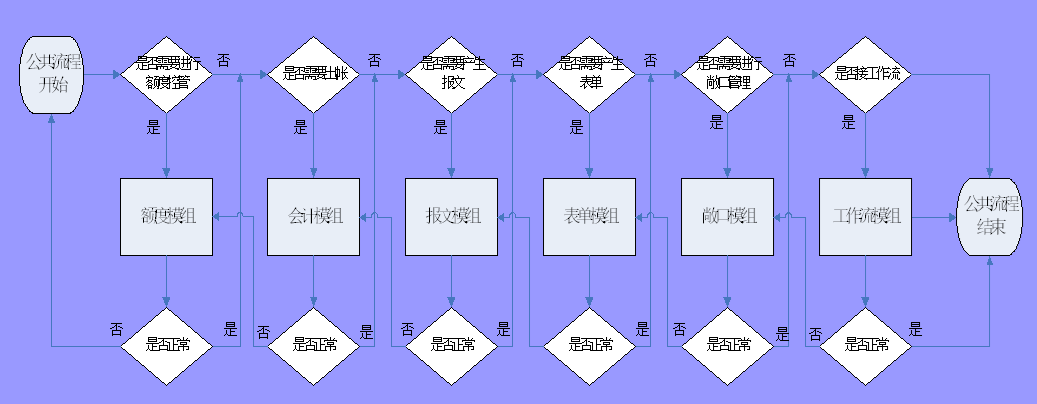 公共流程
开始
是否需要进行
额度控管
否
是
是否需要出帐
否
是
是否需要产生
报文
否
是
是否需要产生
表单
否
是
是否需要进行
敞口管理
否
是
是否接工作流
是
额度模组
会计模组
报文模组
表单模组
敞口模组
工作流模组
公共流程
结束
否
是否正常
是
否
是否正常
是
否
是否正常
是
否
是否正常
是
否
是否正常
是
否
是否正常
是